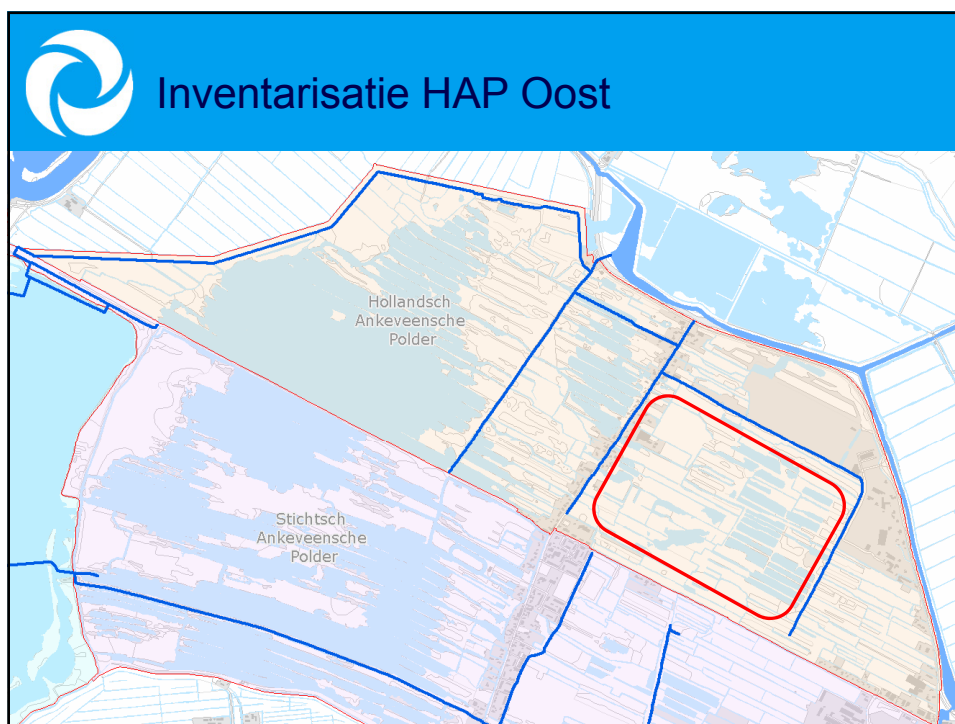 Inventarisatie HAP Oost
Hollandsch
Ankeveensche
Polder
Stichtsch
Ankeveensche
Polder